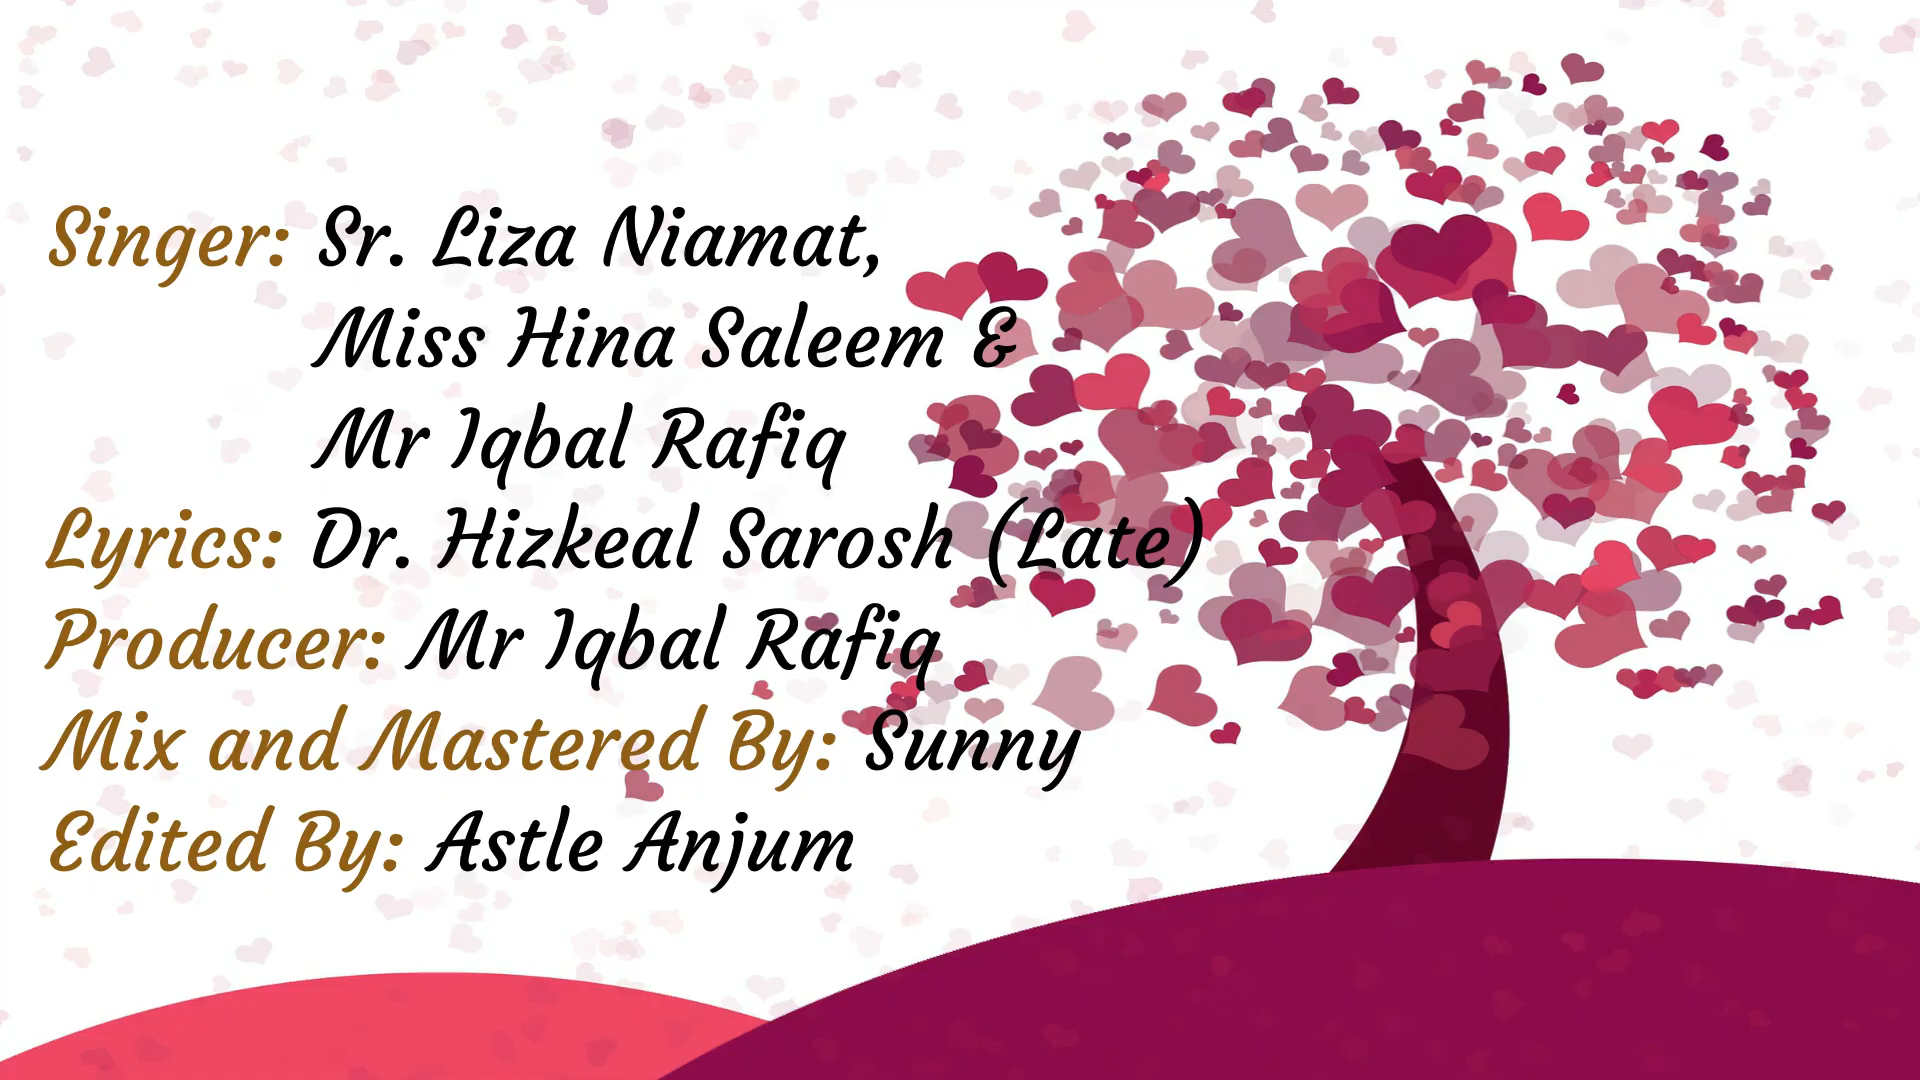 Singer: Sr. Liza Niamat,
Miss Hina Saleem &
Mr Iqbal Rafiq
Lyrics: Dr. Hizkeal Sarosh (Late)
Producer: Mr Iqbal Rafiq
Mix and Mastered By: Sunny
Edited By: Astle Anjum